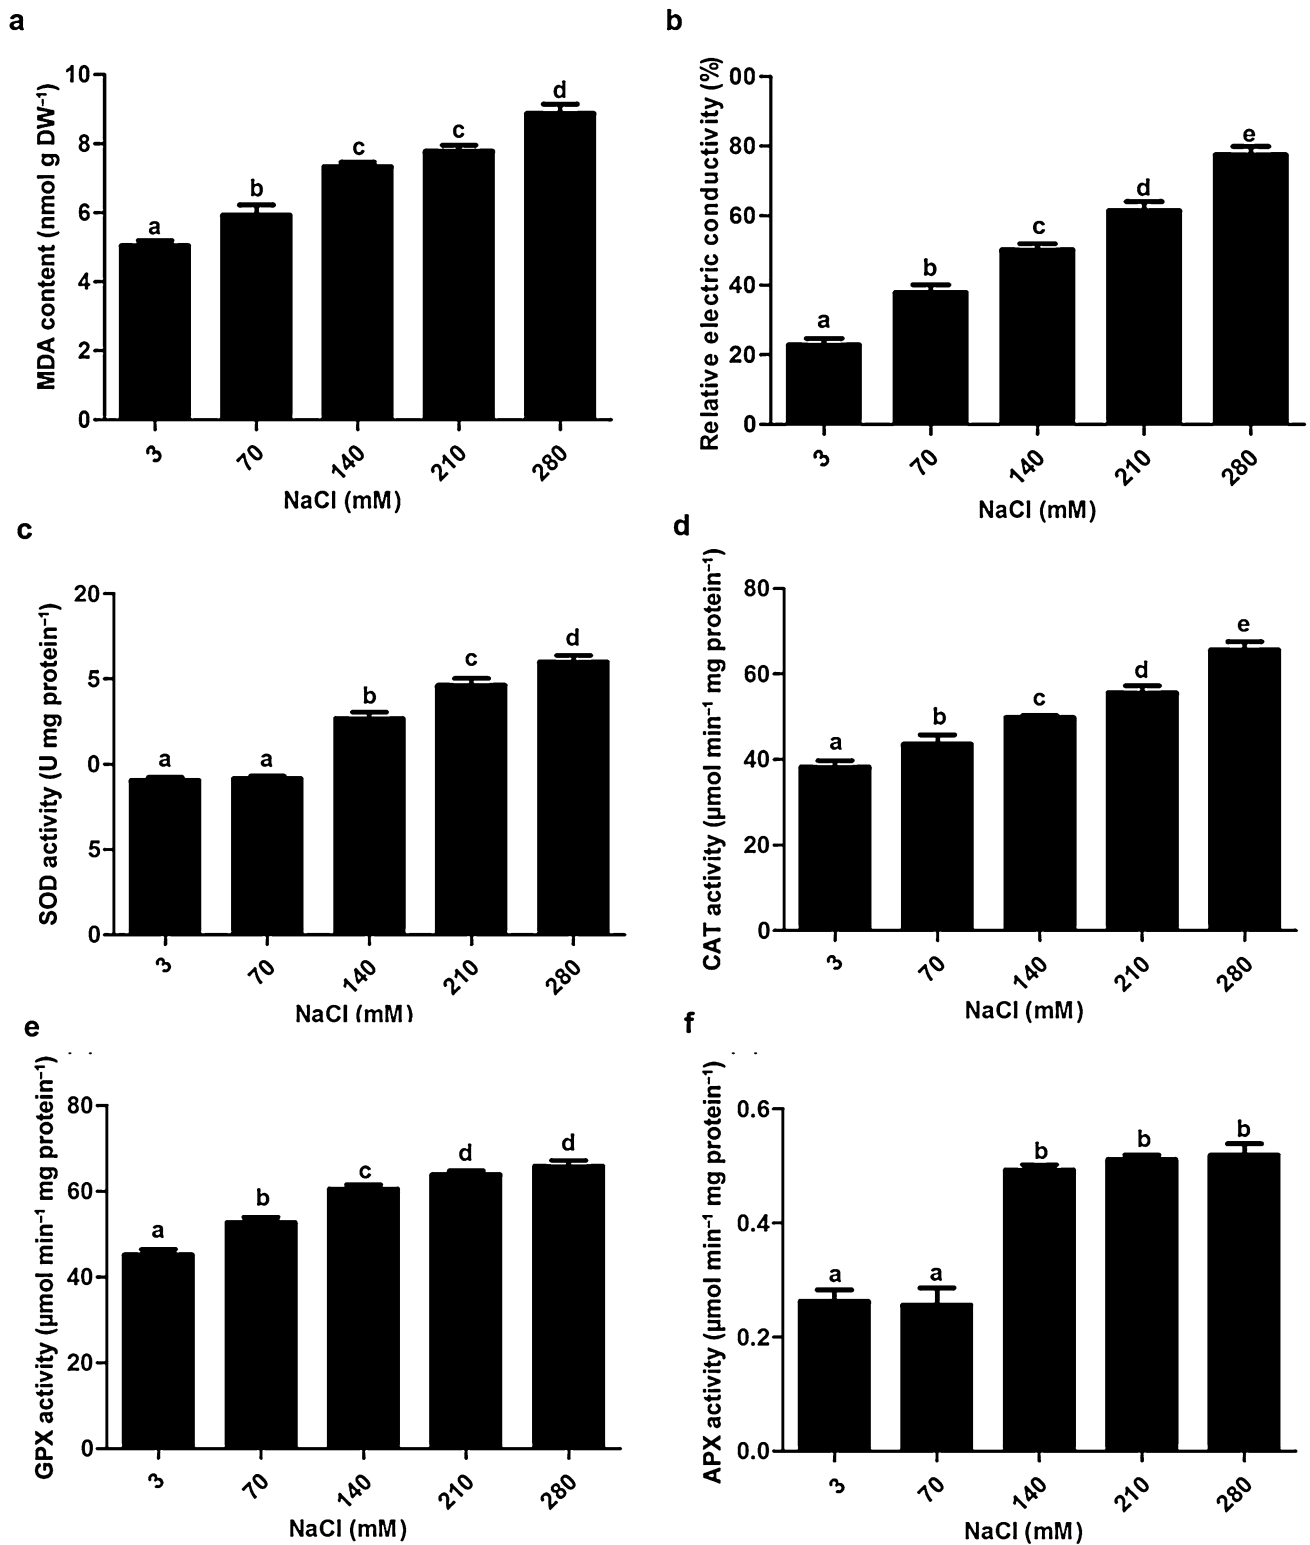 a
MDA content (nmol g DW⁻¹)
10
8
6
4
2
0
a
b
c
c
d
3
70
140
210
280
NaCl (mM)
b
Relative electric conductivity (%)
00
80
60
40
20
0
a
b
c
d
e
3
70
140
210
280
NaCl (mM)
c
SOD activity (U mg protein⁻¹)
20
5
0
5
0
a
a
b
c
d
3
70
140
210
280
NaCl (mM)
d
CAT activity (μmol min⁻¹ mg protein⁻¹)
80
60
40
20
0
a
b
c
d
e
3
70
140
210
280
NaCl (mM)
e
GPX activity (μmol min⁻¹ mg protein⁻¹)
80
60
40
20
0
a
b
c
d
d
3
70
140
210
280
NaCl (mM)
f
APX activity (μmol min⁻¹ mg protein⁻¹)
0.6
0.4
0.2
0.0
a
a
b
b
b
3
70
140
210
280
NaCl (mM)